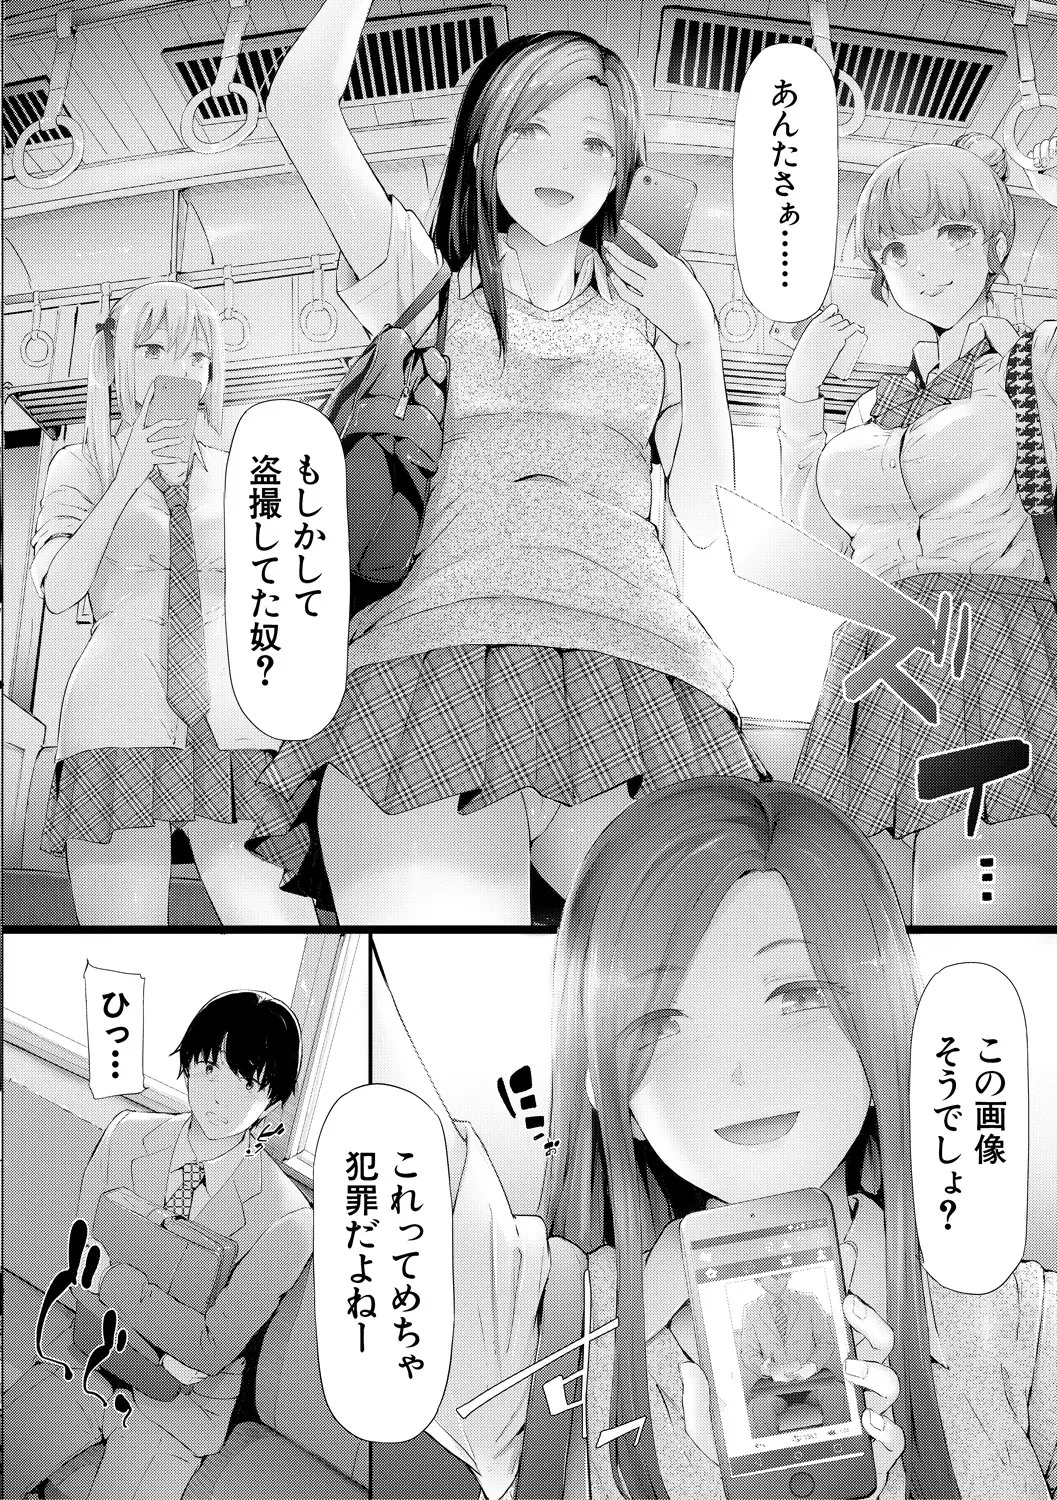 あんたさぁ……
もしかして
盗撮してた奴？
ズイ…
この画像
そうでしょ？
これってめちゃ
犯罪だよねー
ひっ…